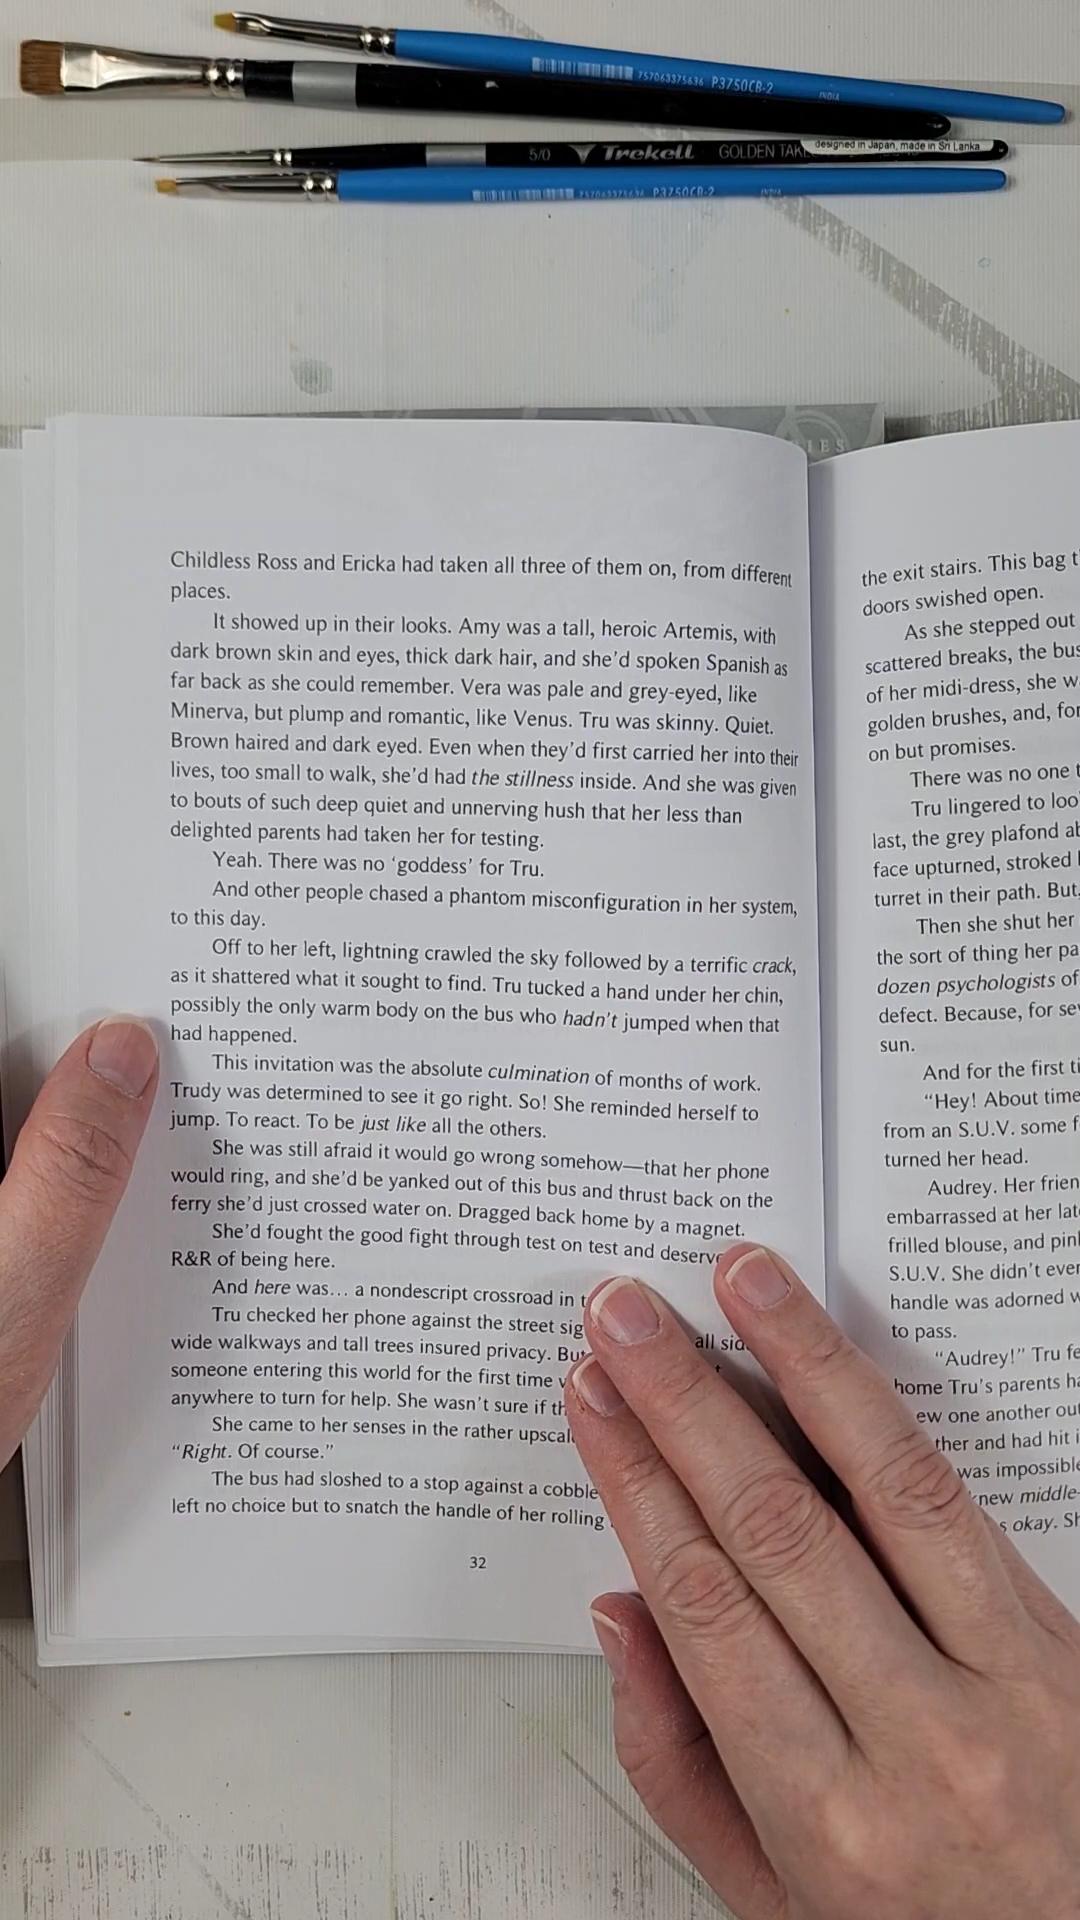 757063375636 P3750CB-2
INDIA
5/0 Trekell GOLDEN
designed in Japan, made in Sri Lanka
P3750CB-2
INDIA
IES
Childless Ross and Ericka had taken all three of them on, from different
places.
It showed up in their looks. Amy was a tall, heroic Artemis, with
dark brown skin and eyes, thick dark hair, and she’d spoken Spanish as
far back as she could remember. Vera was pale and grey-eyed, like
Minerva, but plump and romantic, like Venus. Tru was skinny. Quiet.
Brown haired and dark eyed. Even when they’d first carried her into their
lives, too small to walk, she’d had the stillness inside. And she was given
to bouts of such deep quiet and unnerving hush that her less than
delighted parents had taken her for testing.
Yeah. There was no ‘goddess’ for Tru.
And other people chased a phantom misconfiguration in her system,
to this day.
Off to her left, lightning crawled the sky followed by a terrific crack,
as it shattered what it sought to find. Tru tucked a hand under her chin,
possibly the only warm body on the bus who hadn’t jumped when that
had happened.
This invitation was the absolute culmination of months of work.
Trudy was determined to see it go right. So! She reminded herself to
jump. To react. To be just like all the others.
She was still afraid it would go wrong somehow—that her phone
would ring, and she’d be yanked out of this bus and thrust back on the
ferry she’d just crossed water on. Dragged back home by a magnet.
She’d fought the good fight through test on test and
R&R of being here.
And here was… a nondescript crossroad in
Tru checked her phone against the street
wide walkways and tall trees insured privacy. all
someone entering this world for the first time
anywhere to turn for help. She wasn’t sure if
She came to her senses in the rather
“Right. Of course.”
The bus had sloshed to a stop against a
left no choice but to snatch the handle of her rolling
32
the exit stairs. This bag
doors swished open.
As she stepped out
scattered breaks, the
of her midi-dress, she
golden brushes, and,
on but promises.
There was no one
Tru lingered to
last, the grey plafond
face upturned, stroked
turret in their path. But,
Then she shut her
the sort of thing her
dozen psychologists of
defect. Because, for
sun.
And for the first
“Hey! About time
from an S.U.V. some
turned her head.
Audrey. Her
embarrassed at her
frilled blouse, and
S.U.V. She didn’t
handle was adorned
to pass.
“Audrey!” Tru
home Tru’s parents
one another
and had hit
was impossible
knew
okay.